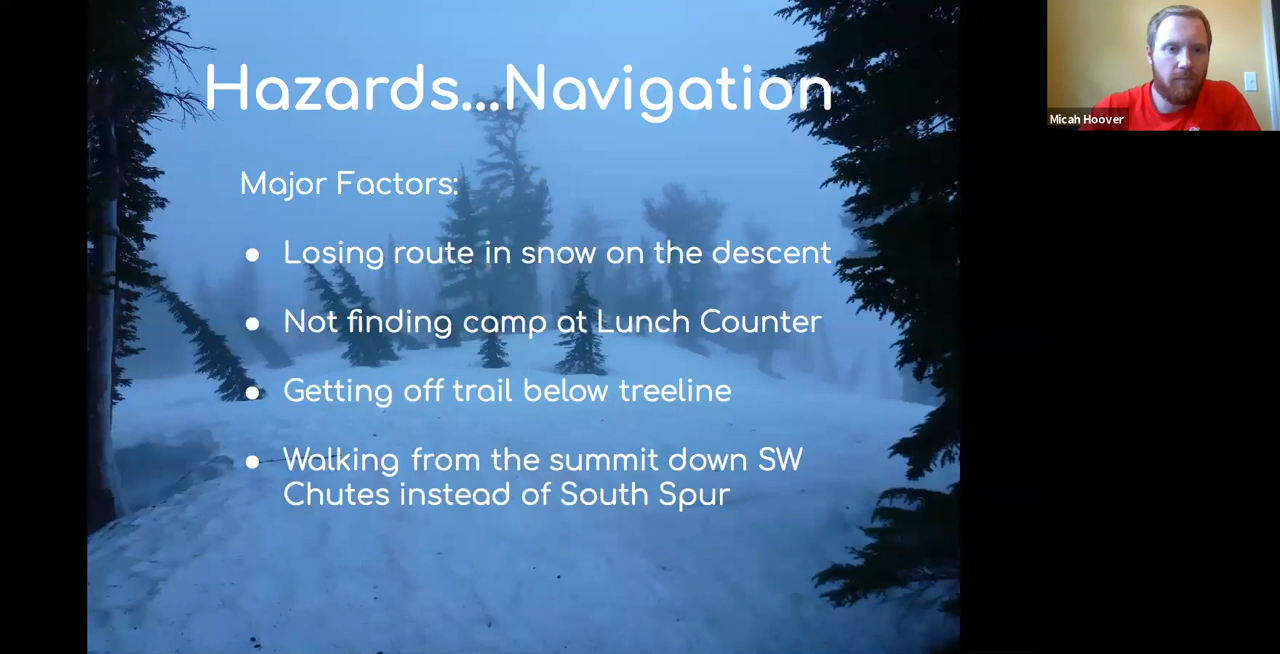 Hazards...Navigation
Major Factors:
● Losing route in snow on the descent
● Not finding camp at Lunch Counter
● Getting off trail below treeline
● Walking from the summit down SW
Chutes instead of South Spur
Micah Hoover